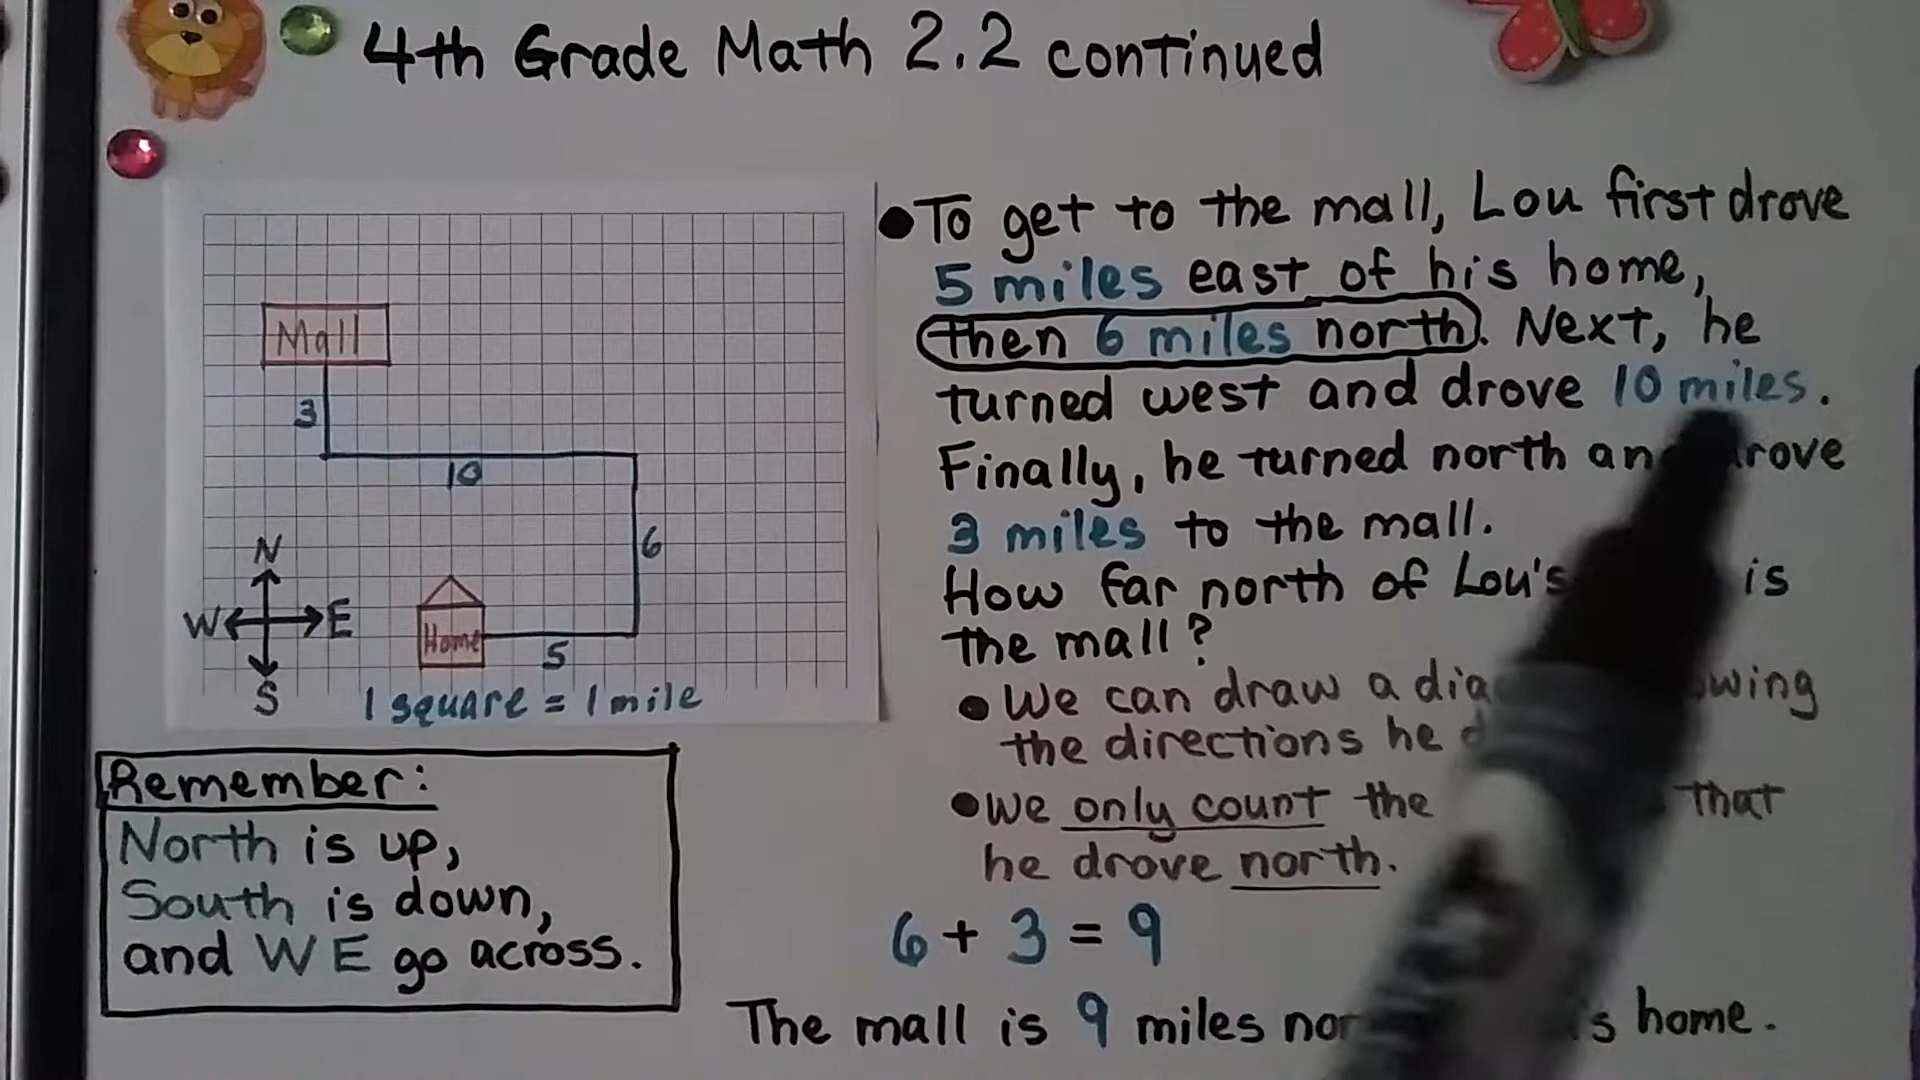 4th Grade Math 2.2 continued
Mall
3
10
6
N
W E
S
Home
5
1 square = 1 mile
Remember:
North is up,
South is down,
and WE go across.
To get to the mall, Lou first drove
5 miles east of his home,
then 6 miles north. Next, he
turned west and drove 10 miles.
Finally, he turned north and drove
3 miles to the mall.
How far north of Lou's is
the mall?
We can draw a
the directions he
We only count the that
he drove north.
6 + 3 = 9
The mall is 9 miles home.